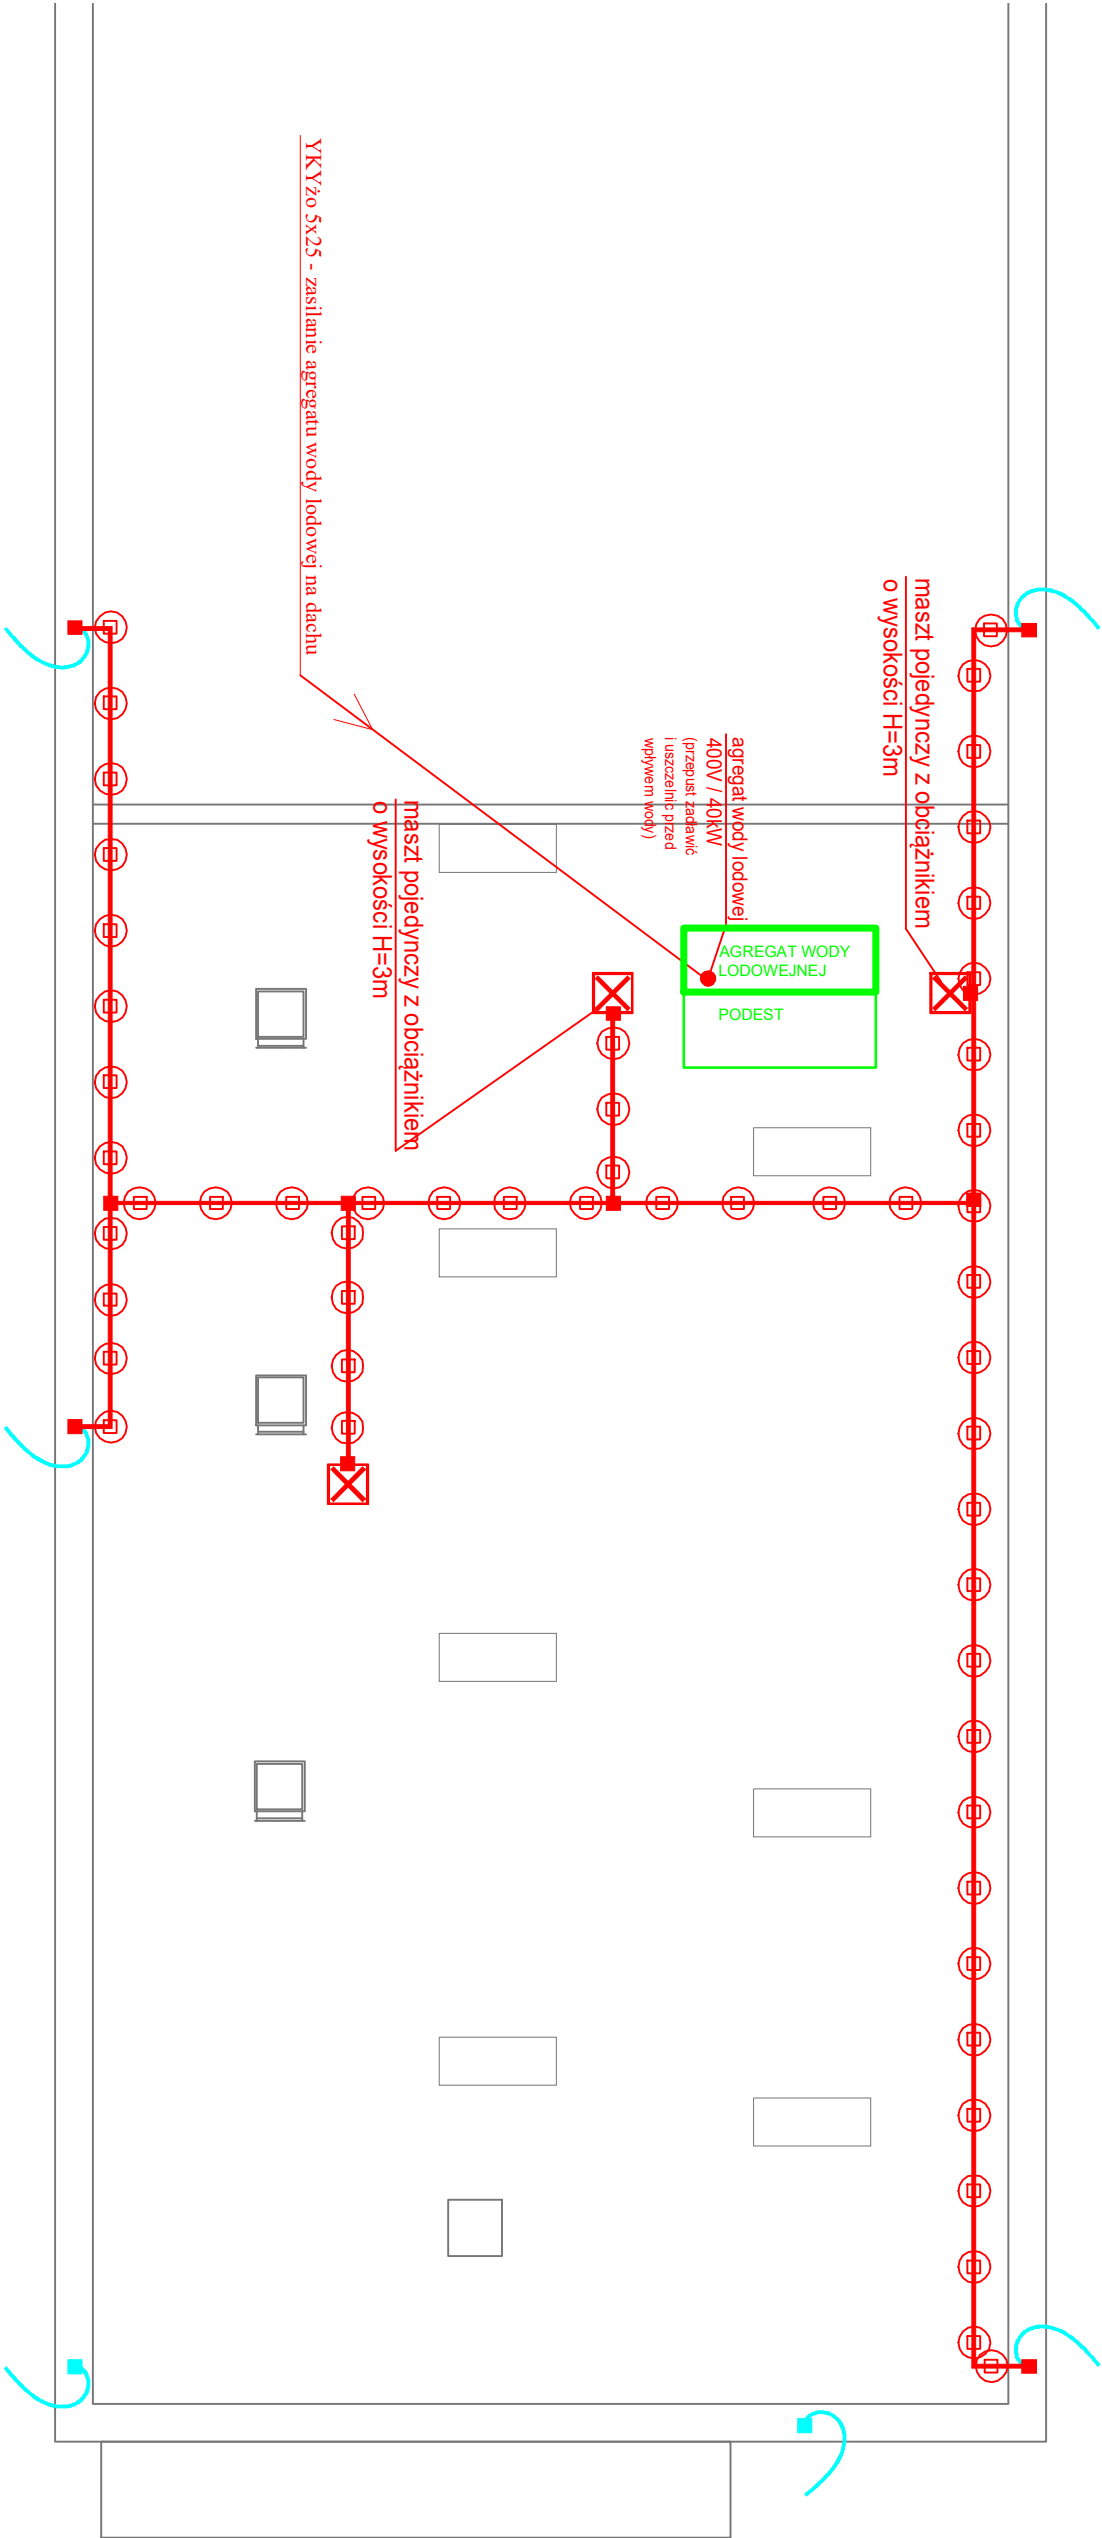 YKYżo 5x25 - zasilanie agregatu wody lodowej na dachu
maszt pojedynczy z obciążnikiem
o wysokości H=3m
agregat wody lodowej
400V / 40kW
(przepust zadławić
i uszczelnic przed
wpływem wody)
maszt pojedynczy z obciążnikiem
o wysokości H=3m
AGREGAT WODY
LODOWEJNEJ
PODEST